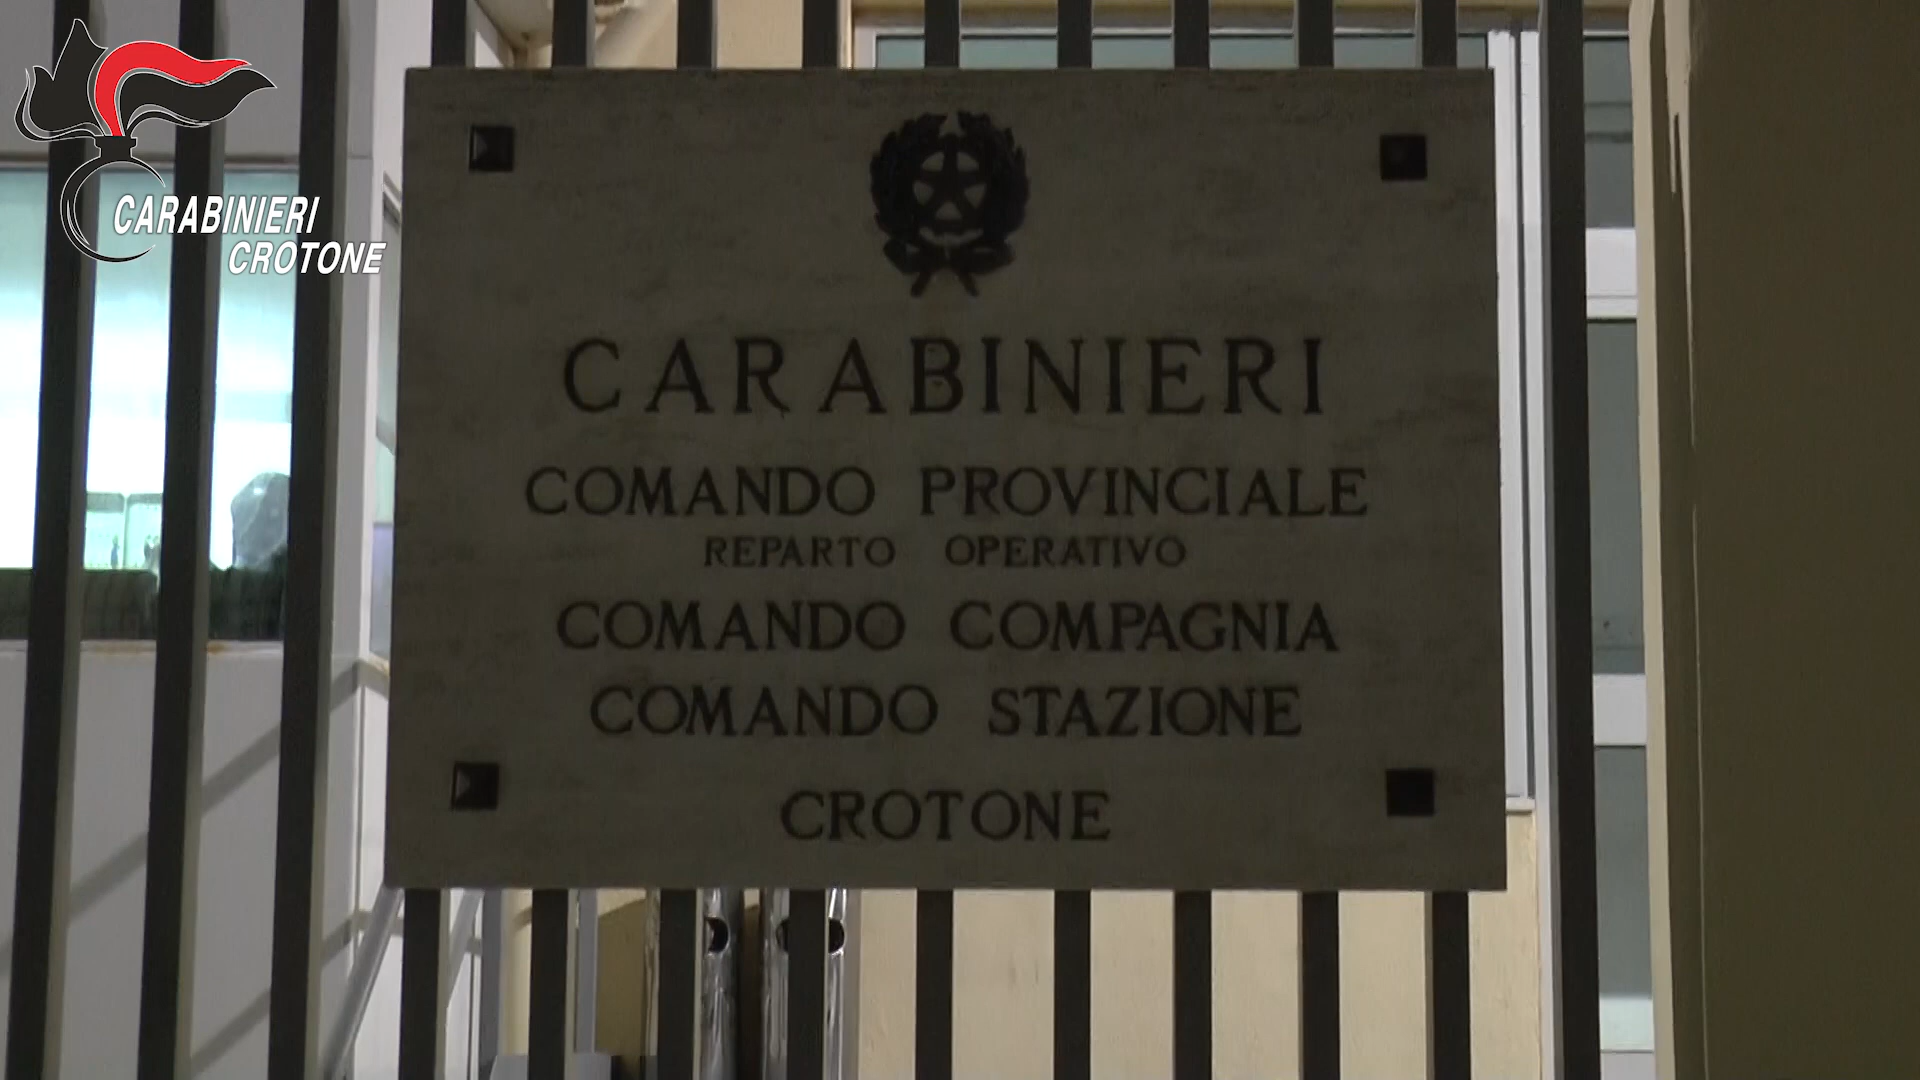 CARABINIERI
CROTONE
CARABINIERI
COMANDO PROVINCIALE
REPARTO OPERATIVO
COMANDO COMPAGNIA
COMANDO STAZIONE
CROTONE